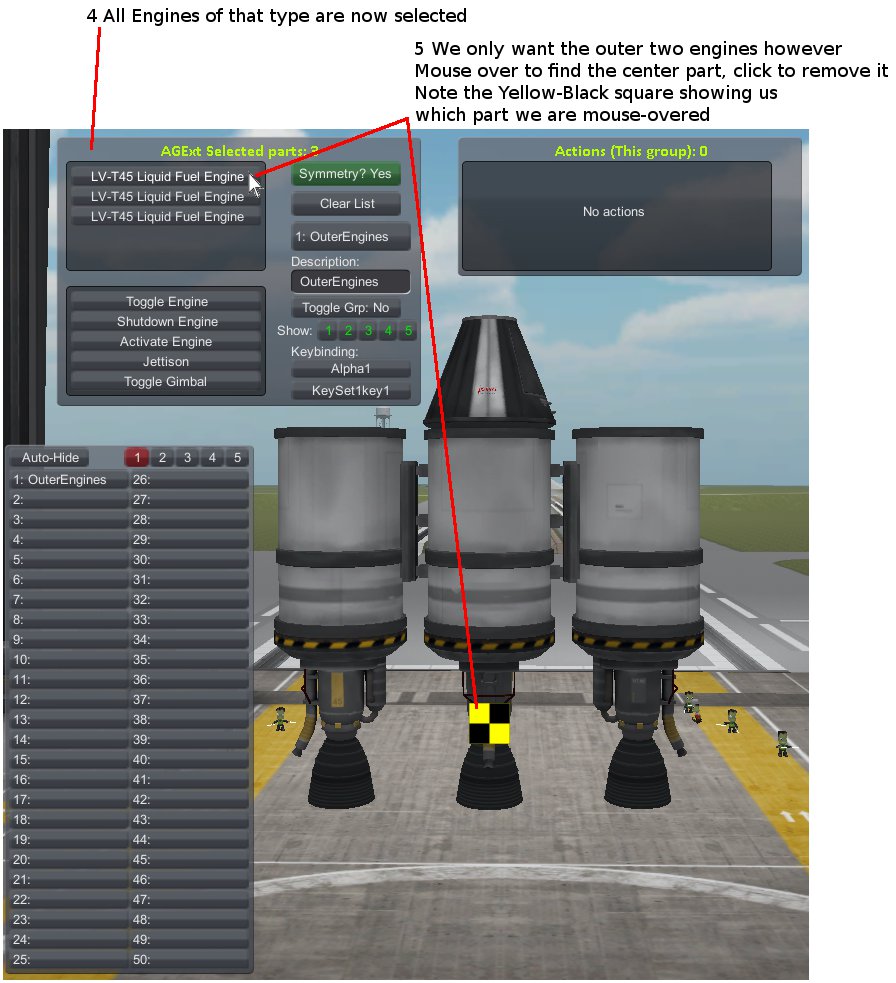 4 All Engines of that type are now selected
5 We only want the outer two engines however
Mouse over to find the center part, click to remove it
Note the Yellow-Black square showing us
which part we are mouse-overed
AGExt Selected parts: 3
LV-T45 Liquid Fuel Engine
LV-T45 Liquid Fuel Engine
LV-T45 Liquid Fuel Engine
Symmetry? Yes
Clear List
1: OuterEngines
Description:
OuterEngines
Toggle Grp: No
Show: 1 2 3 4 5
Keybinding:
Alpha1
KeySet1key1
Toggle Engine
Shutdown Engine
Activate Engine
Jettison
Toggle Gimbal
Actions (This group): 0
No actions
Auto-Hide 1 2 3 4 5
1: OuterEngines 26:
2: 27:
3: 28:
4: 29:
5: 30:
6: 31:
7: 32:
8: 33:
9: 34:
10: 35:
11: 36:
12: 37:
13: 38:
14: 39:
15: 40:
16: 41:
17: 42:
18: 43:
19: 44:
20: 45:
21: 46:
22: 47:
23: 48:
24: 49:
25: 50: